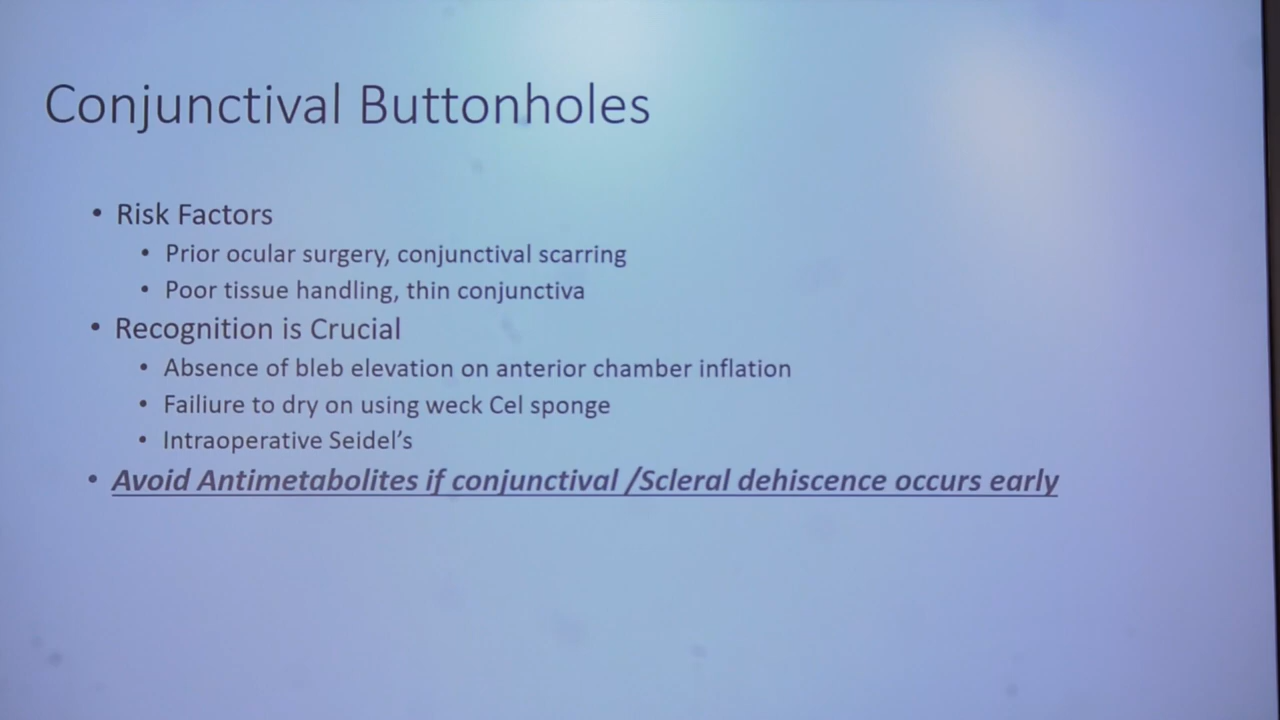 Conjunctival Buttonholes
• Risk Factors
• Prior ocular surgery, conjunctival scarring
• Poor tissue handling, thin conjunctiva
• Recognition is Crucial
• Absence of bleb elevation on anterior chamber inflation
• Failiure to dry on using weck Cel sponge
• Intraoperative Seidel's
• Avoid Antimetabolites if conjunctival /Scleral dehiscence occurs early